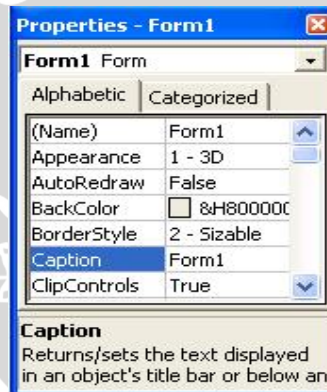 Properties - Form1
Form1 Form
Alphabetic Categorized
(Name) Form1
Appearance 1 - 3D
AutoRedraw False
BackColor &H800000
BorderStyle 2 - Sizable
Caption Form1
ClipControls True
Caption
Returns/sets the text displayed
in an object's title bar or below an